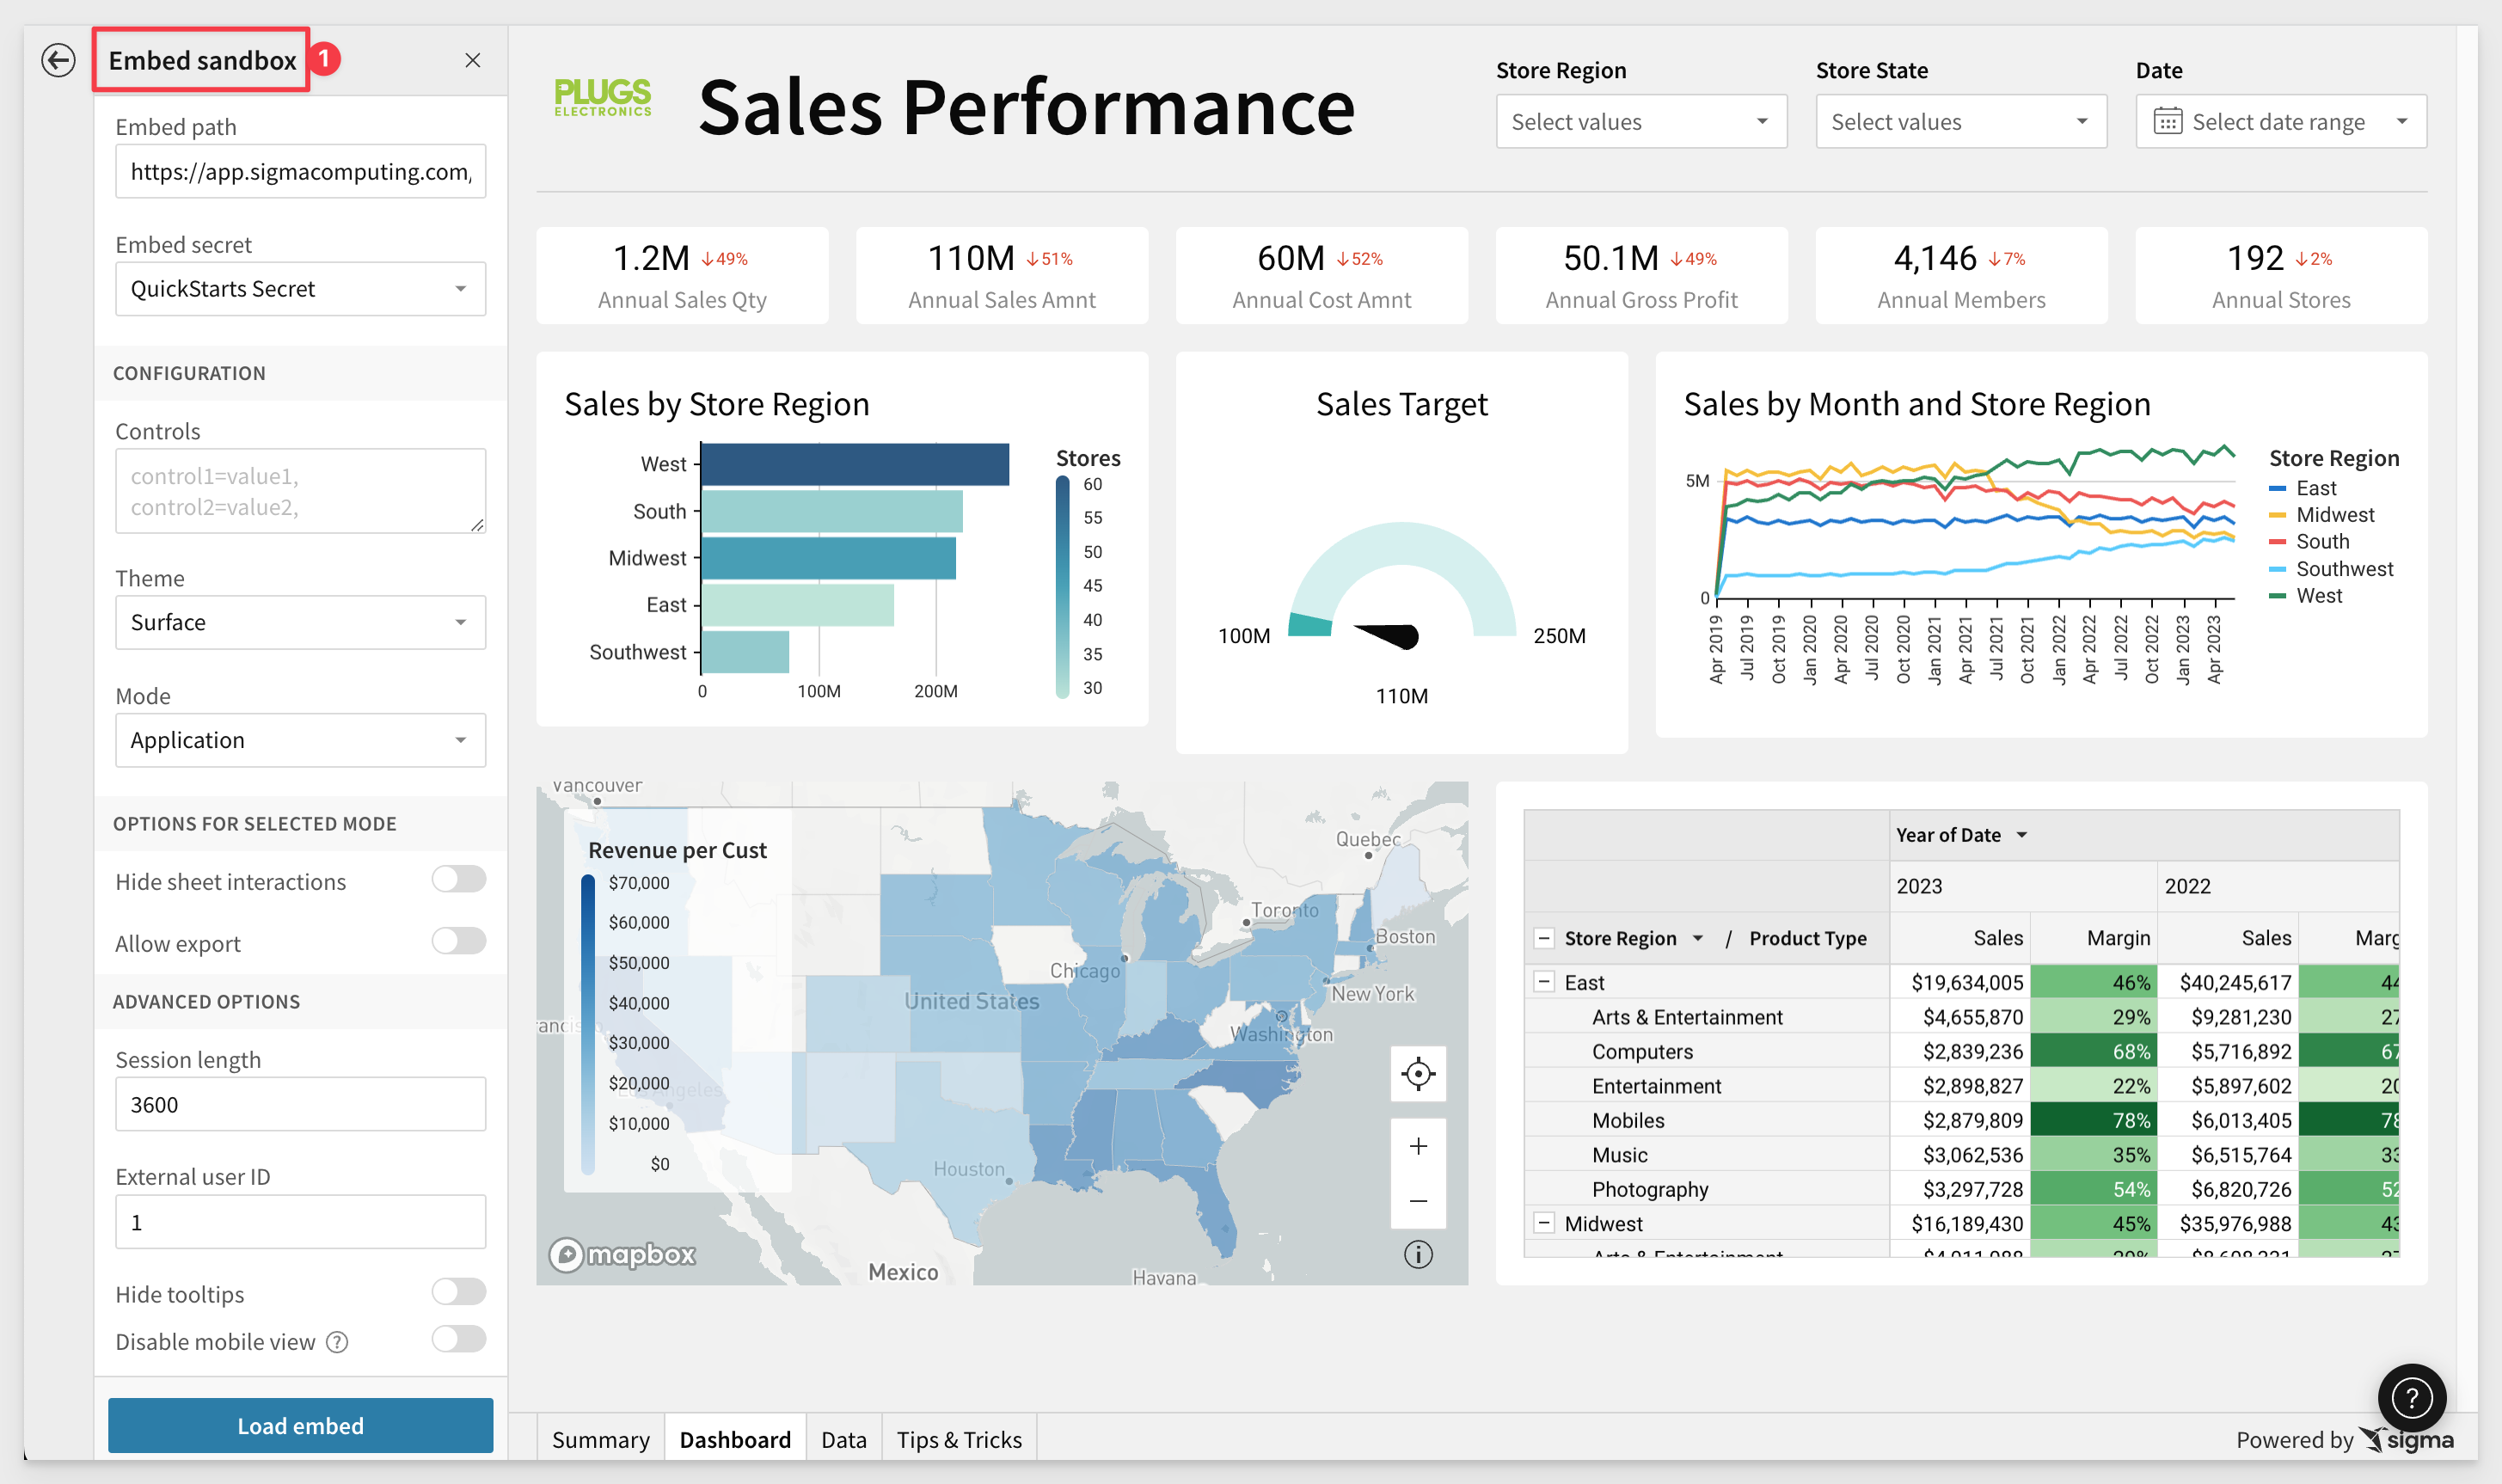 Embed sandbox
1
Embed path
https://app.sigmacomputing.com,
Embed secret
QuickStarts Secret
CONFIGURATION
Controls
control1=value1,
control2=value2,
Theme
Surface
Mode
Application
OPTIONS FOR SELECTED MODE
Hide sheet interactions
Allow export
ADVANCED OPTIONS
Session length
3600
External user ID
1
Hide tooltips
Disable mobile view ?
Load embed
PLUGS
ELECTRONICS
Sales Performance
Store Region
Select values
Store State
Select values
Date
Select date range
1.2M ↓49%
Annual Sales Qty
110M ↓51%
Annual Sales Amnt
60M ↓52%
Annual Cost Amnt
50.1M ↓49%
Annual Gross Profit
4,146 ↓7%
Annual Members
192 ↓2%
Annual Stores
Sales by Store Region
West
South
Midwest
East
Southwest
0 100M 200M
Stores
60
55
50
45
40
35
30
Sales Target
100M
250M
110M
Sales by Month and Store Region
5M
0
Apr 2019
Jul 2019
Oct 2019
Jan 2020
Apr 2020
Jul 2020
Oct 2020
Jan 2021
Apr 2021
Jul 2021
Oct 2021
Jan 2022
Apr 2022
Jul 2022
Oct 2022
Jan 2023
Apr 2023
Store Region
East
Midwest
South
Southwest
West
Vancouver
Revenue per Cust
$70,000
$60,000
$50,000
$40,000
$30,000
$20,000
$10,000
$0
Quebec
Toronto
Boston
Chicago
New York
United States
Washington
Los Angeles
Houston
Mexico
Havana
mapbox
Year of Date
2023 2022
Store Region / Product Type Sales Margin Sales Marg
East $19,634,005 46% $40,245,617 44
Arts & Entertainment $4,655,870 29% $9,281,230 27
Computers $2,839,236 68% $5,716,892 67
Entertainment $2,898,827 22% $5,897,602 20
Mobiles $2,879,809 78% $6,013,405 78
Music $3,062,536 35% $6,515,764 33
Photography $3,297,728 54% $6,820,726 52
Midwest $16,189,430 45% $35,976,988 43
Arts & Entertainment
?
Summary
Dashboard
Data
Tips & Tricks
Powered by sigma